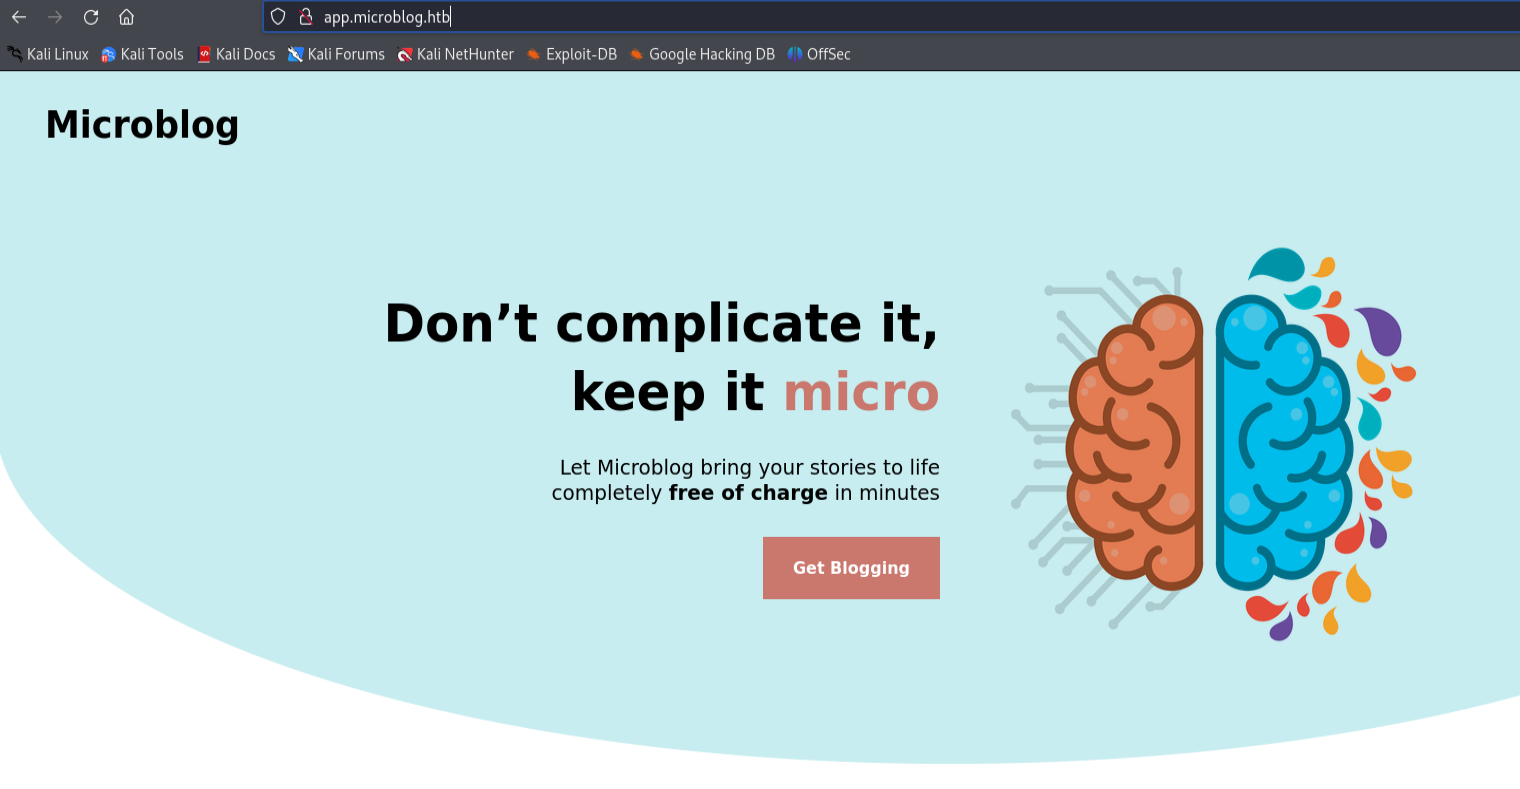 app.microblog.htb
Kali Linux Kali Tools Kali Docs Kali Forums Kali NetHunter Exploit-DB Google Hacking DB OffSec
Microblog
Don’t complicate it,
keep it micro
Let Microblog bring your stories to life
completely free of charge in minutes
Get Blogging